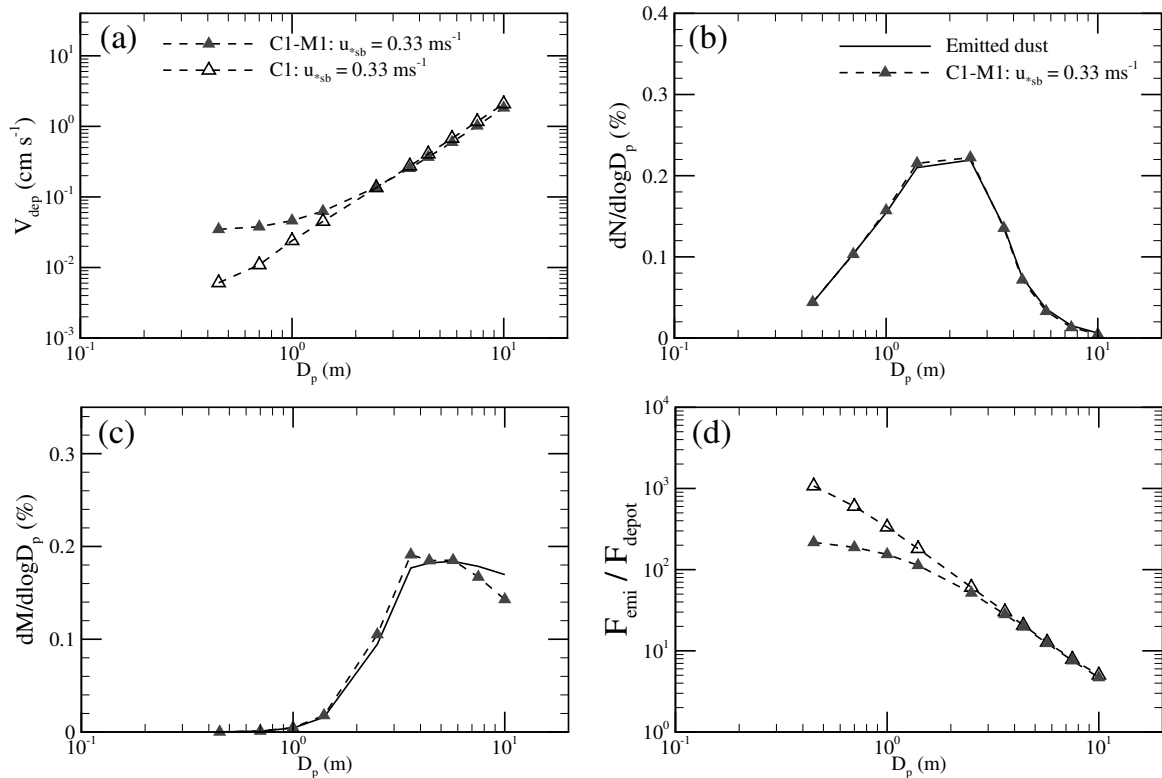 (a)
C1-M1: u*sb = 0.33 ms-1
C1: u*sb = 0.33 ms-1
Vdep (cm s-1)
10^1
10^0
10^-1
10^-2
10^-3
10^-1
10^0
10^1
Dp (m)
(b)
Emitted dust
C1-M1: u*sb = 0.33 ms-1
dN/dlogDp (%)
0.4
0.3
0.2
0.1
0
10^-1
10^0
10^1
Dp (m)
(c)
dM/dlogDp (%)
0.3
0.2
0.1
0
10^-1
10^0
10^1
Dp (m)
(d)
Femi / Fdepot
10^4
10^3
10^2
10^1
10^0
10^-1
10^0
10^1
Dp (m)